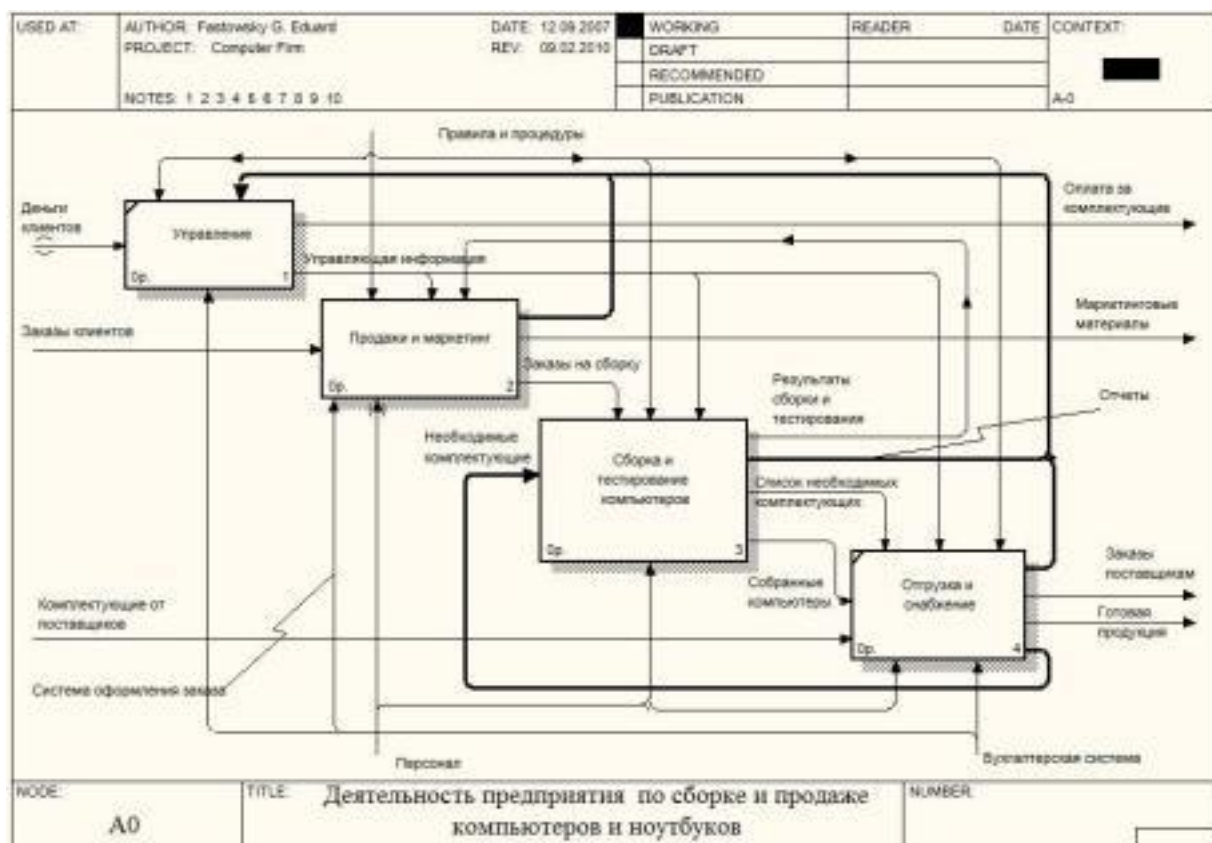 USED AT:
AUTHOR: Fastowsky G. Eduard
DATE: 12.09.2007
PROJECT: Computer Firm
REV: 09.02.2010
NOTES: 1 2 3 4 5 6 7 8 9 10
WORKING
DRAFT
RECOMMENDED
PUBLICATION
READER
DATE
CONTEXT:
A-0
Правила и процедуры
Деньги
клиентов
Управление
0р.
1
Оплата за
комплектующие
Управляющая информация
Заказы клиентов
Продажи и маркетинг
0р.
2
Маркетинговые
материалы
Заказы на сборку
Результаты
сборки и
тестирования
Отчеты
Необходимые
комплектующие
Сборка и
тестирование
компьютеров
0р.
3
Список необходимых
комплектующих
Собранные
компьютеры
Отгрузка и
снабжение
0р.
4
Заказы
поставщикам
Готовая
продукция
Комплектующие от
поставщиков
Система оформления заказа
Персонал
Бухгалтерская система
NODE:
A0
TITLE:
Деятельность предприятия по сборке и продаже
компьютеров и ноутбуков
NUMBER: